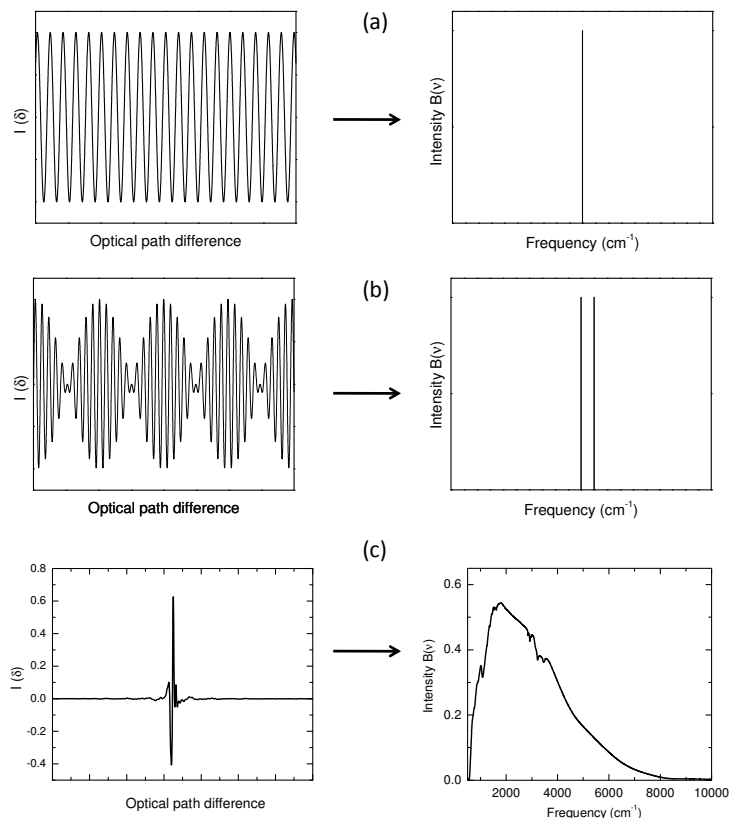 (a)
I (δ)
Optical path difference
Intensity B(ν)
Frequency (cm⁻¹)
(b)
I (δ)
Optical path difference
Intensity B(ν)
Frequency (cm⁻¹)
(c)
0.8
0.6
0.4
0.2
0.0
-0.2
-0.4
I (δ)
Optical path difference
0.6
0.4
0.2
0.0
Intensity B(ν)
2000 4000 6000 8000 10000
Frequency (cm⁻¹)